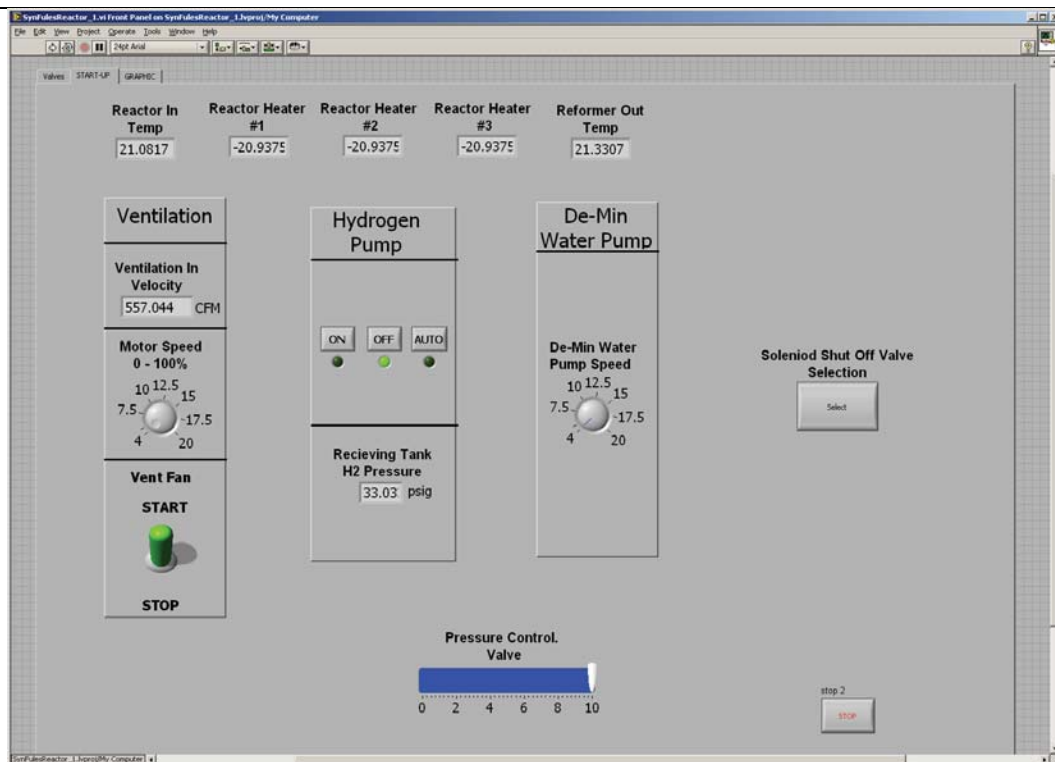 SynFulesReactor_1.vi Front Panel on SynFulesReactor_1.lvproj/My Computer
File Edit View Project Operate Tools Window Help
24pt Arial
Valves START-UP GRAPHIC
Reactor In
Temp
21.0817
Reactor Heater
#1
-20.9375
Reactor Heater
#2
-20.9375
Reactor Heater
#3
-20.9375
Reformer Out
Temp
21.3307
Ventilation
Ventilation In
Velocity
557.044 CFM
Motor Speed
0 - 100%
4 7.5 10 12.5 15 17.5 20
Vent Fan
START
STOP
Hydrogen
Pump
ON OFF AUTO
Recieving Tank
H2 Pressure
33.03 psig
De-Min
Water Pump
De-Min Water
Pump Speed
4 7.5 10 12.5 15 17.5 20
Soleniod Shut Off Valve
Selection
Select
Pressure Control.
Valve
0 2 4 6 8 10
stop 2
STOP
SynFulesReactor_1.lvproj/My Computer